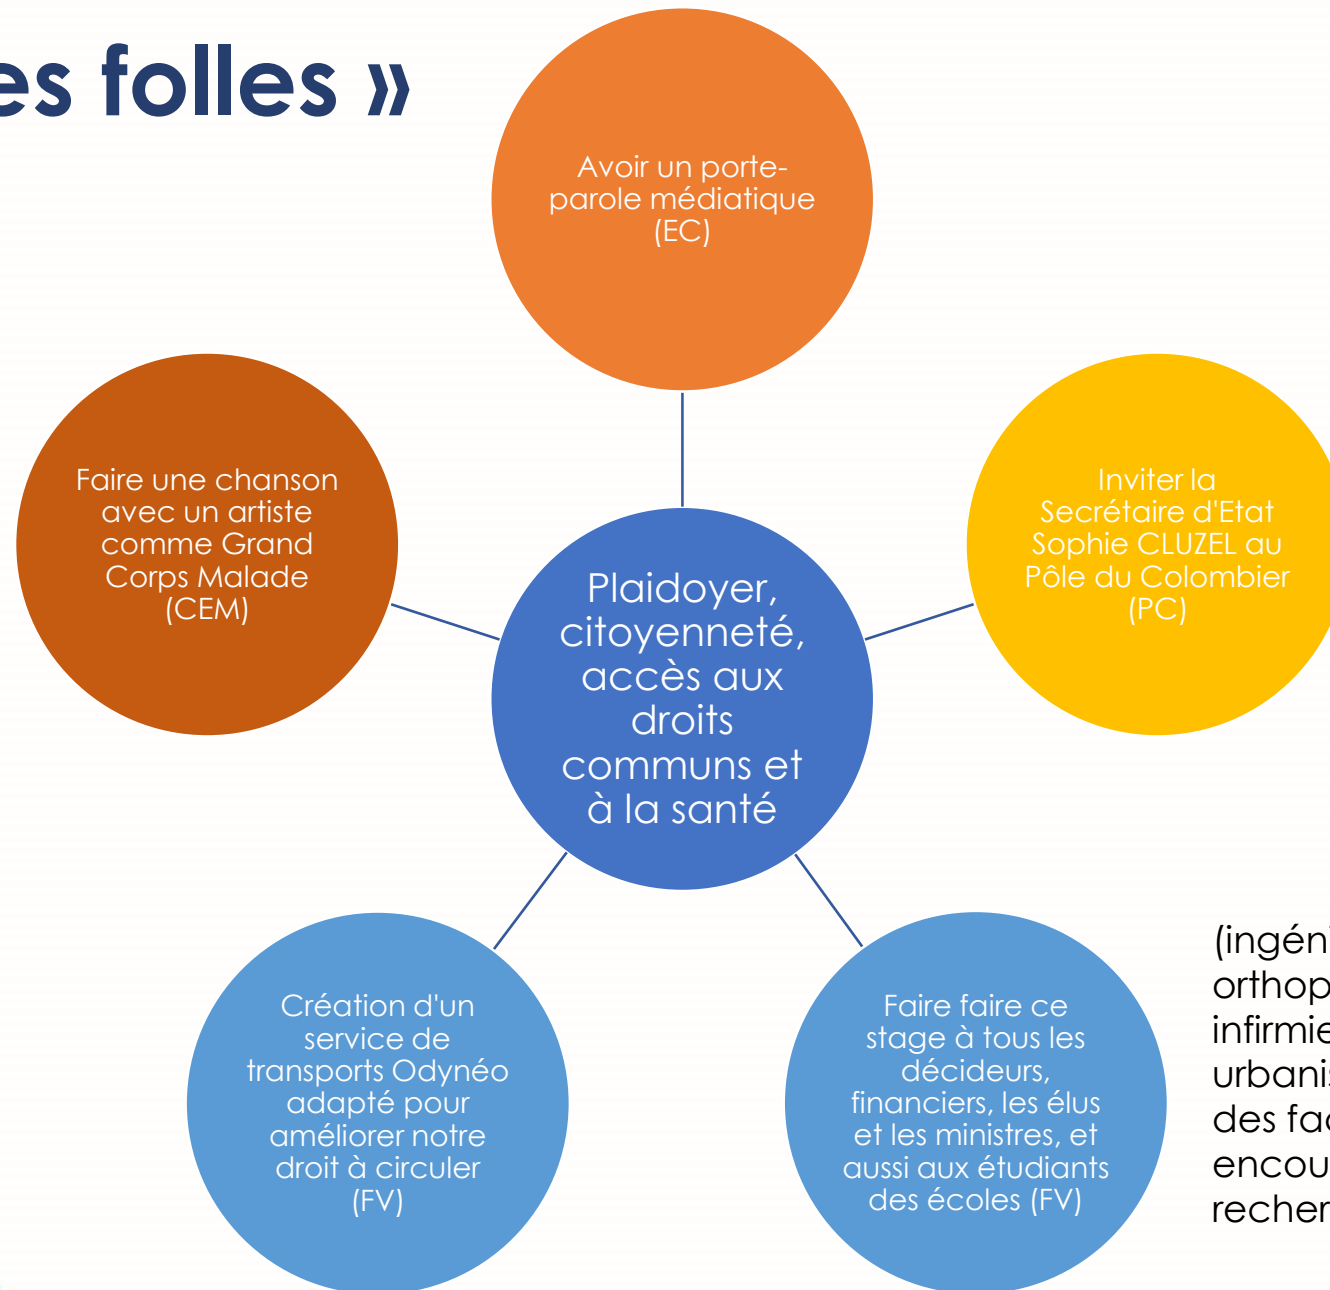 es folles »
Avoir un porte-
parole médiatique
(EC)
Faire une chanson
avec un artiste
comme Grand
Corps Malade
(CEM)
Inviter la
Secrétaire d'Etat
Sophie CLUZEL au
Pôle du Colombier
(PC)
Plaidoyer,
citoyenneté,
accès aux
droits
communs et
à la santé
Création d'un
service de
transports Odynéo
adapté pour
améliorer notre
droit à circuler
(FV)
Faire faire ce
stage à tous les
décideurs,
financiers, les élus
et les ministres, et
aussi aux étudiants
des écoles (FV)
(ingéni
orthop
infirmie
urbanis
des fac
encou
recher